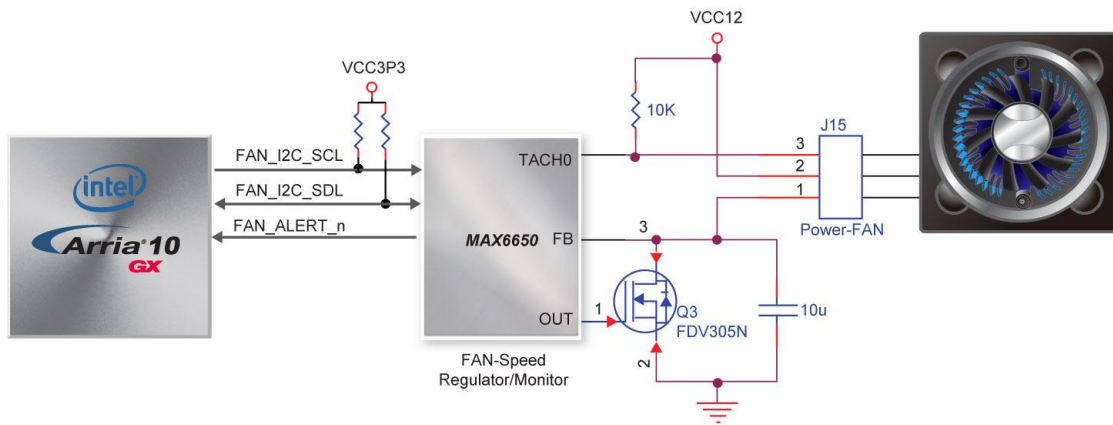 VCC12
VCC3P3
10K
J15
FAN_I2C_SCL
TACH0
3
2
1
FAN_I2C_SDL
intel
Arria 10
GX
FAN_ALERT_n
MAX6650
FB
3
Power-FAN
OUT
1
Q3
FDV305N
10u
2
FAN-Speed
Regulator/Monitor